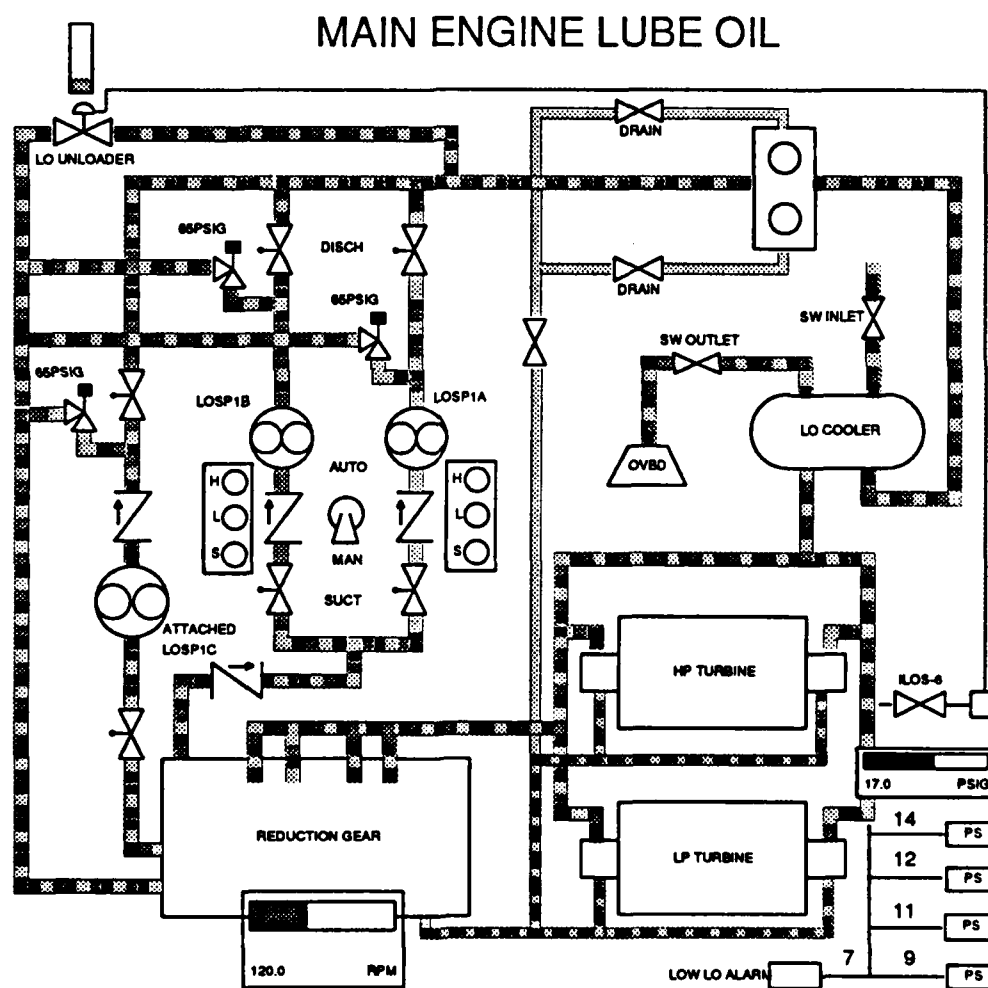 MAIN ENGINE LUBE OIL
DRAIN
LO UNLOADER
65PSIG
DISCH
DRAIN
65PSIG
SW INLET
SW OUTLET
65PSIG
LOSP1B
LOSP1A
LO COOLER
AUTO
OVBD
H
H
L
L
MAN
S
S
SUCT
ATTACHED
LOSP1C
HP TURBINE
ILOS-6
17.0 PSIG
14
PS
REDUCTION GEAR
LP TURBINE
12
PS
11
PS
120.0 RPM
7
9
LOW LO ALARM
PS